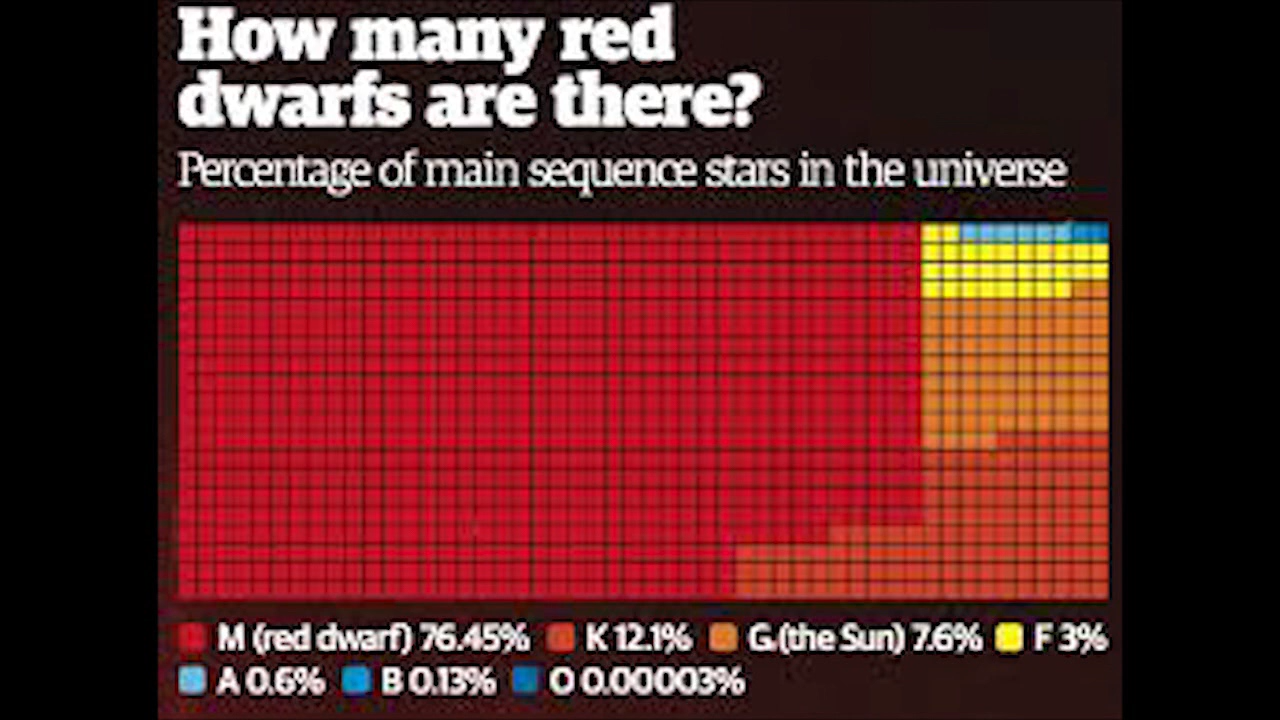 How many red
dwarfs are there?
Percentage of main sequence stars in the universe
M (red dwarf) 76.45% K 12.1% G (the Sun) 7.6% F 3%
A 0.6% B 0.13% O 0.00003%